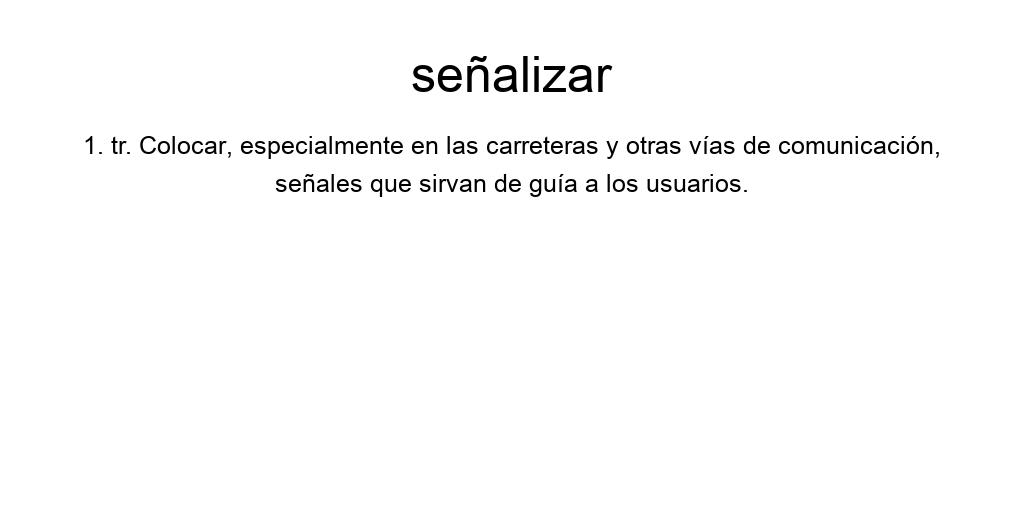 señalizar
1. tr. Colocar, especialmente en las carreteras y otras vías de comunicación,
señales que sirvan de guía a los usuarios.